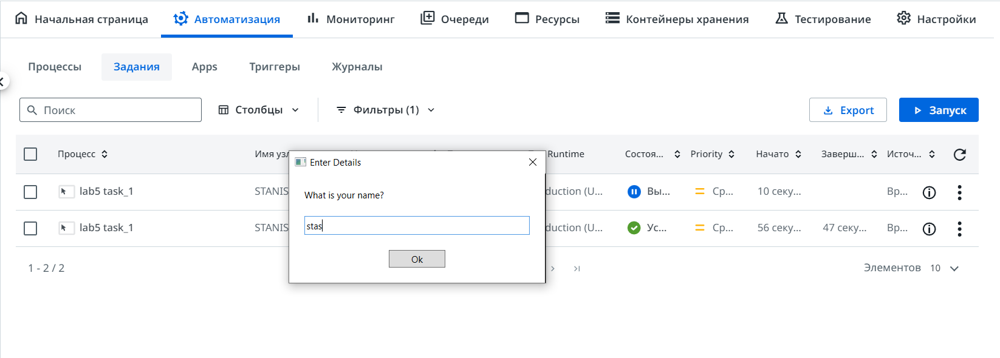 Начальная страница Автоматизация Мониторинг Очереди Ресурсы Контейнеры хранения Тестирование Настройки
Процессы Задания Apps Триггеры Журналы
Поиск Столбцы Фильтры (1) Export Запуск
Процесс Имя Runtime Состоя... Priority Начато Заверш... Источ...
Enter Details
lab5 task_1 STANIS (U... Вы... Ср... 10 секу... Вр...
What is your name?
lab5 task_1 STANIS (U... Ус... Ср... 56 секу... 47 секу... Вр...
stas
Ok
1 - 2 / 2 Элементов 10